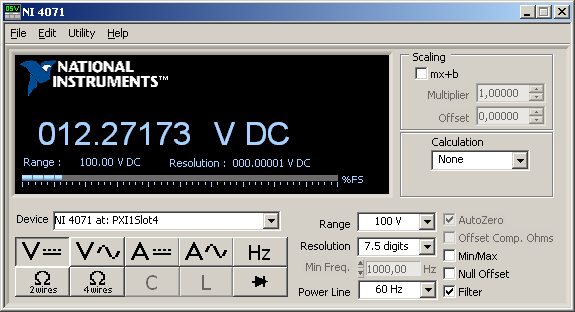 NI 4071
File Edit Utility Help
NATIONAL
INSTRUMENTS™
012.27173 V DC
Range : 100.00 V DC Resolution : 000.00001 V DC
%FS
Scaling
mx+b
Multiplier 1,00000
Offset 0,00000
Calculation
None
Device NI 4071 at: PXI1Slot4
V V A A Hz
Ω 2wires Ω 4wires C L
Range 100 V
Resolution 7.5 digits
Min Freq. 1000,00 Hz
Power Line 60 Hz
AutoZero
Offset Comp. Ohms
Min/Max
Null Offset
Filter